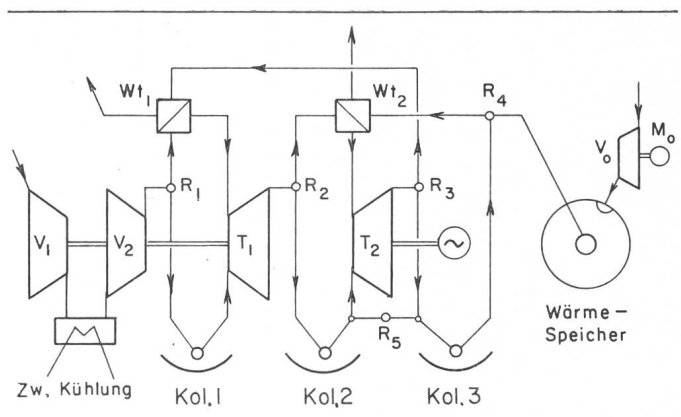 Wt₁
Wt₂
R₄
V₀
M₀
R₁
R₂
R₃
V₁
V₂
T₁
T₂
~
R₅
Wärme-
Speicher
Zw. Kühlung
Kol.1
Kol.2
Kol.3